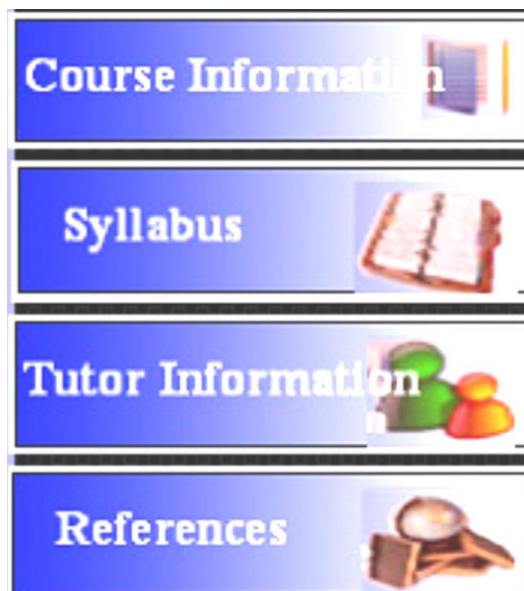 Course Information
Syllabus
Tutor Information
References